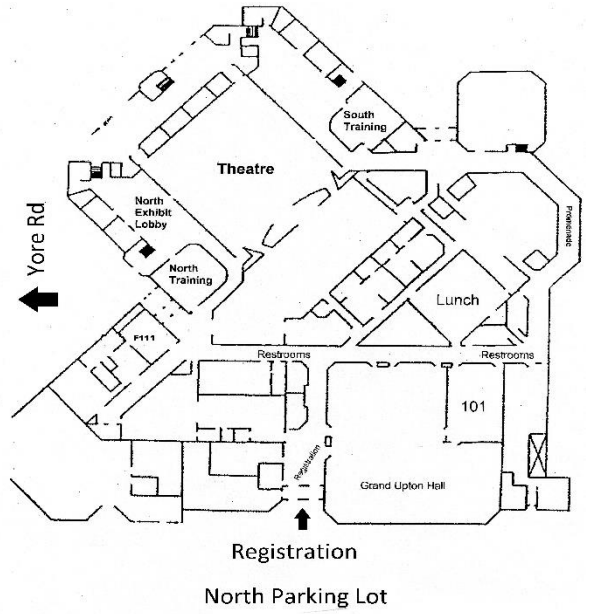 South
Training
Theatre
North
Exhibit
Lobby
Promenade
Yore Rd
North
Training
Lunch
F111
Restrooms
Restrooms
101
Registration
Grand Upton Hall
Registration
North Parking Lot